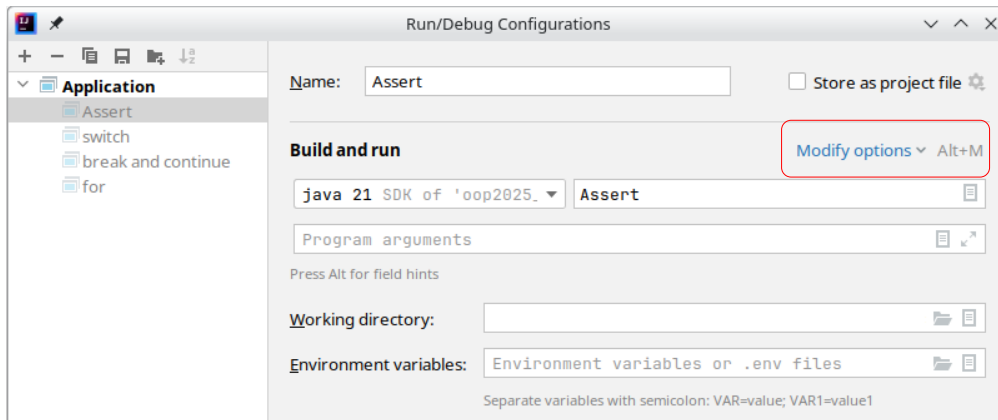 Run/Debug Configurations
Application
Assert
switch
break and continue
for
Name: Assert Store as project file
Build and run Modify options Alt+M
java 21 SDK of 'oop2025_ Assert
Program arguments
Press Alt for field hints
Working directory:
Environment variables: Environment variables or .env files
Separate variables with semicolon: VAR=value; VAR1=value1